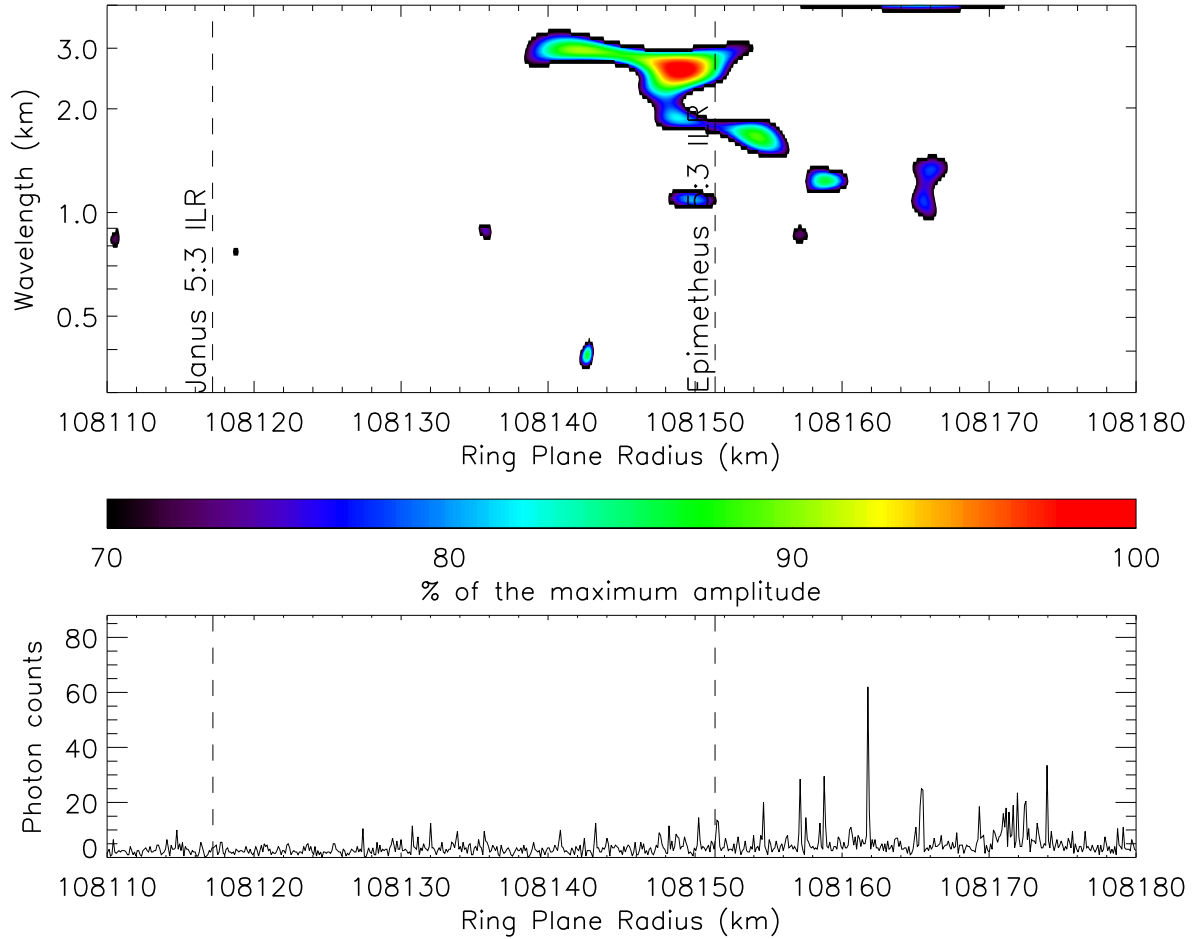 3.0
2.0
1.0
0.5
Wavelength (km)
Janus 5:3 ILR
Epimetheus 5:3 ILR
108110 108120 108130 108140 108150 108160 108170 108180
Ring Plane Radius (km)
70 80 90 100
% of the maximum amplitude
80
60
40
20
0
Photon counts
108110 108120 108130 108140 108150 108160 108170 108180
Ring Plane Radius (km)